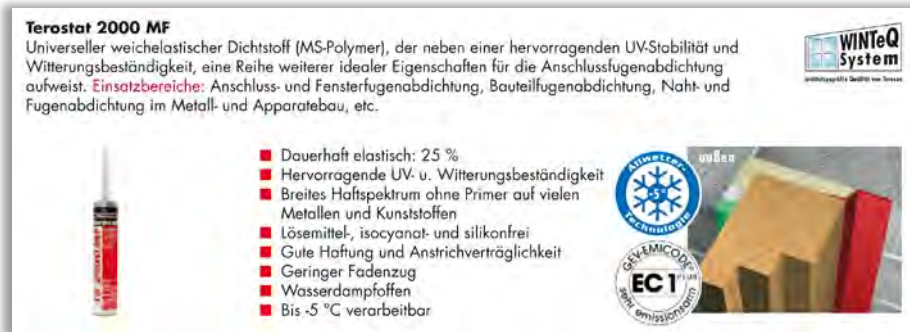 Terostat 2000 MF
Universeller weichelastischer Dichtstoff (MS-Polymer), der neben einer hervorragenden UV-Stabilität und
Witterungsbeständigkeit, eine Reihe weiterer idealer Eigenschaften für die Anschlussfugenabdichtung
aufweist. Einsatzbereiche: Anschluss- und Fensterfugenabdichtung, Bauteilfugenabdichtung, Naht- und
Fugenabdichtung im Metall- und Apparatebau, etc.
WINTeQ
System
Dauerhaft elastisch: 25 %
Hervorragende UV- u. Witterungsbeständigkeit
Breites Haftspektrum ohne Primer auf vielen
Metallen und Kunststoffen
Lösemittel-, isocyanat- und silikonfrei
Gute Haftung und Anstrichverträglichkeit
Geringer Fadenzug
Wasserdampfoffen
Bis -5 °C verarbeitbar
Allwetter-
-5°
Technologie
GEV-EMICODE®
EC 1 PLUS
sehr emissionsarm
außen